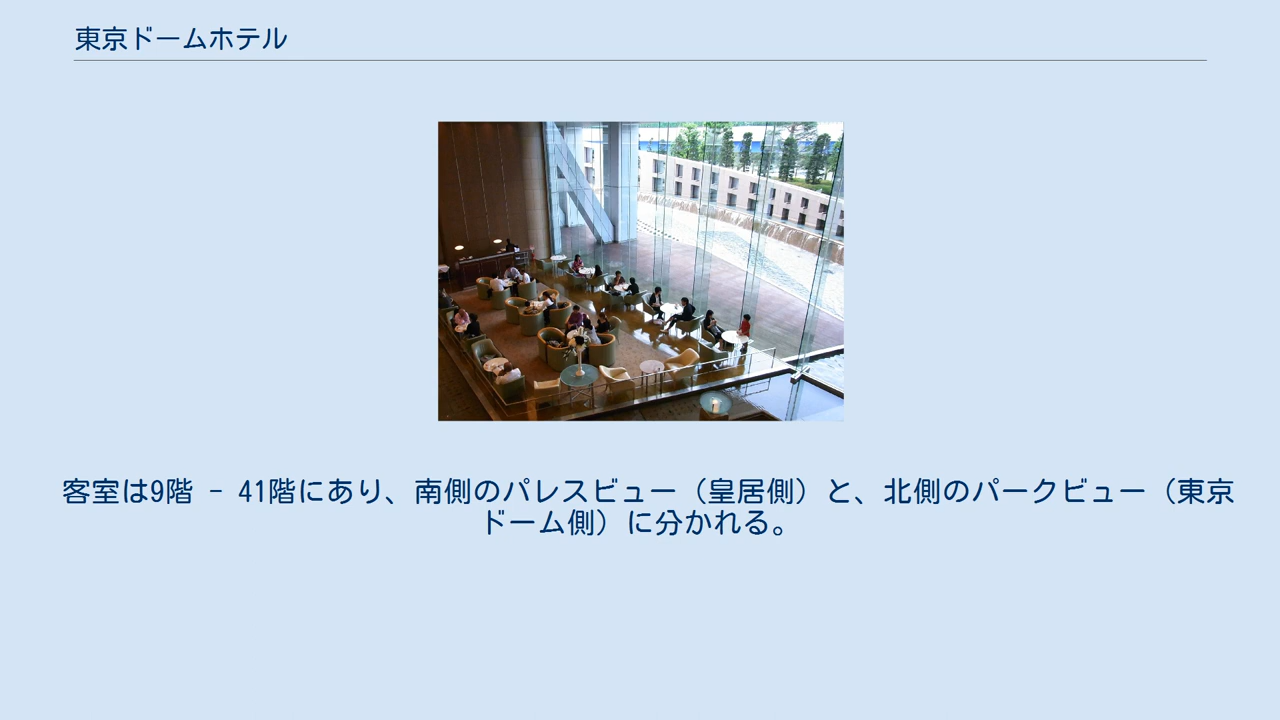 東京ドームホテル
客室は9階 - 41階にあり、南側のパレスビュー（皇居側）と、北側のパークビュー（東京
ドーム側）に分かれる。